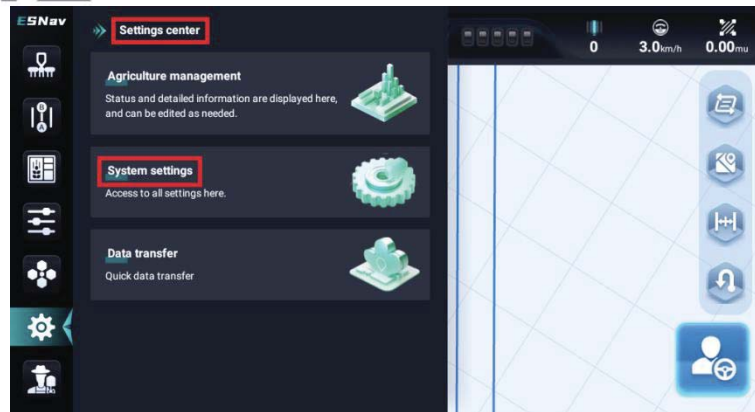 ESNav
Settings center
Agriculture management
Status and detailed information are displayed here,
and can be edited as needed.
System settings
Access to all settings here.
Data transfer
Quick data transfer
0
3.0km/h
0.00mu